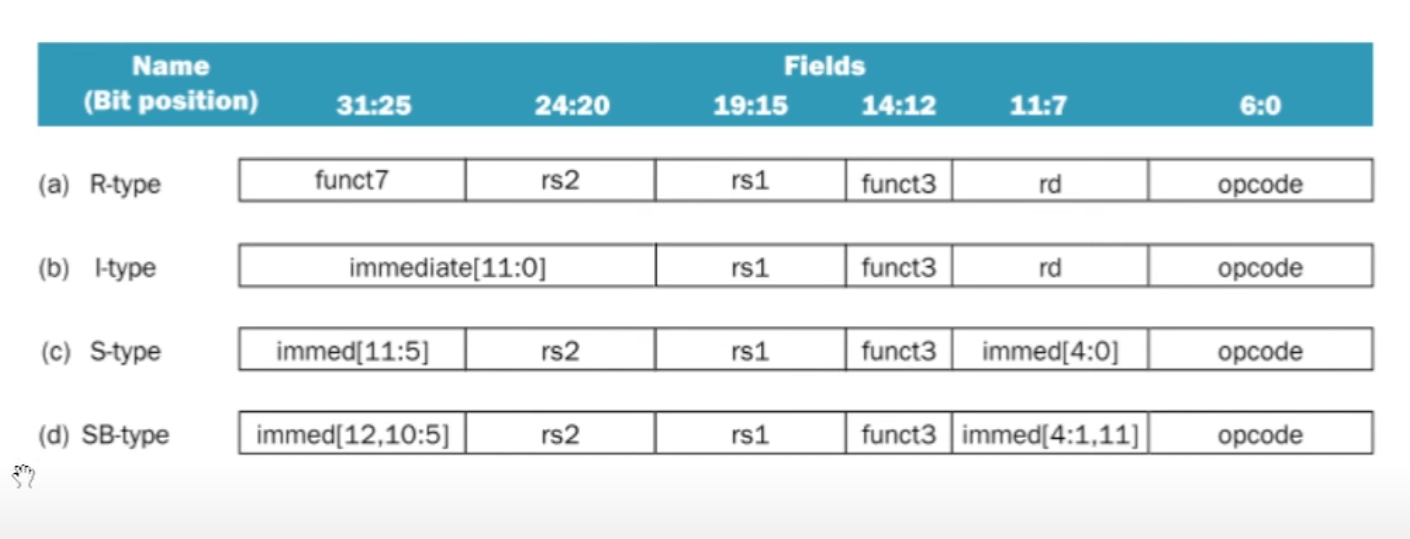 Name Fields
(Bit position) 31:25 24:20 19:15 14:12 11:7 6:0
(a) R-type funct7 rs2 rs1 funct3 rd opcode
(b) I-type immediate[11:0] rs1 funct3 rd opcode
(c) S-type immed[11:5] rs2 rs1 funct3 immed[4:0] opcode
(d) SB-type immed[12,10:5] rs2 rs1 funct3 immed[4:1,11] opcode